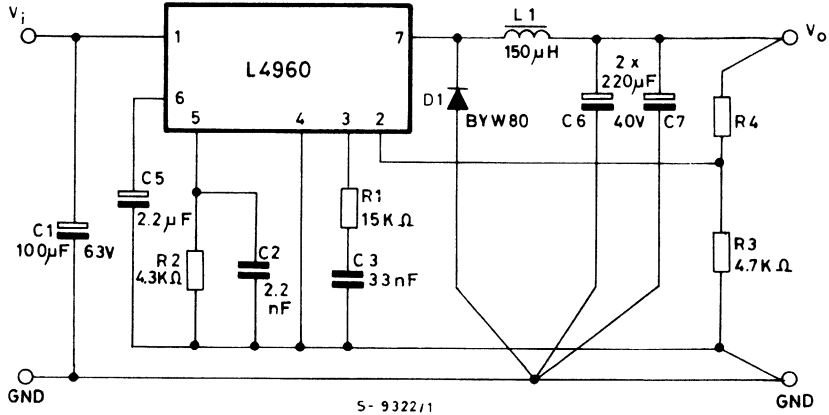 Vi
1
L4960
7
L1
150µH
Vo
6
5
4
3
2
D1
BYW80
2 x
220µF
C6
40V
C7
R4
C5
2.2µF
C1
100µF
63V
R2
4.3KΩ
C2
2.2
nF
R1
15KΩ
C3
33nF
R3
4.7KΩ
GND
S-9322/1
GND